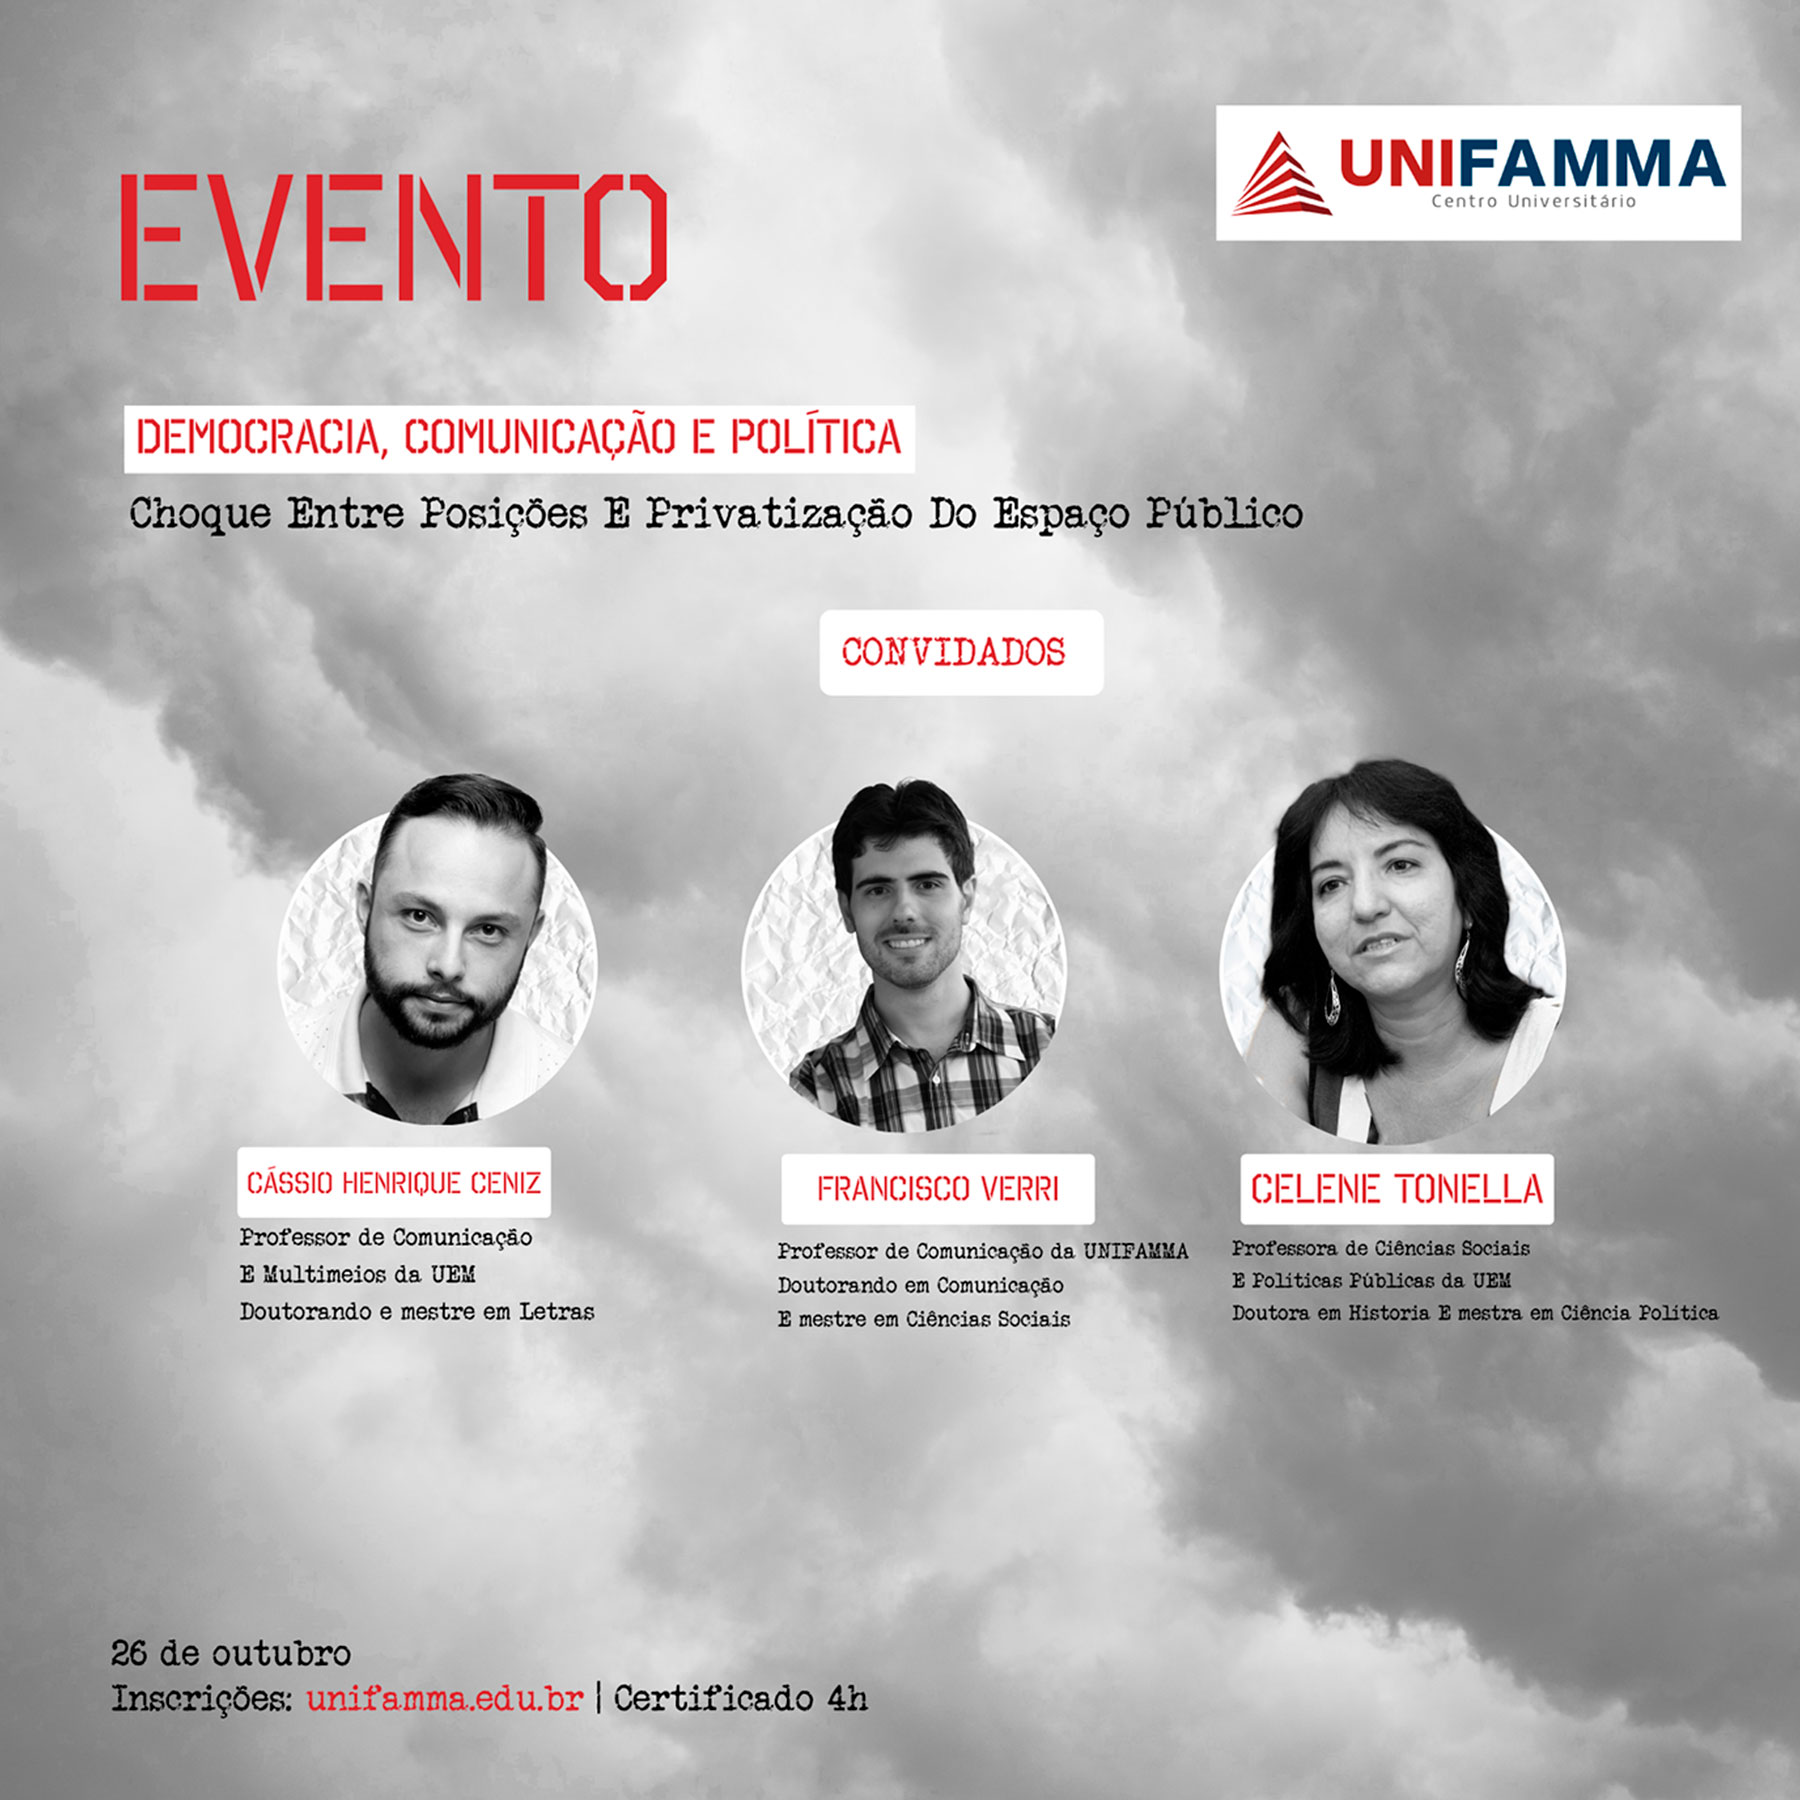 EVENTO
UNIFAMMA
Centro Universitário
DEMOCRACIA, COMUNICAÇÃO E POLÍTICA
Choque Entre Posições E Privatização Do Espaço Público
CONVIDADOS
CÁSSIO HENRIQUE CENIZ
Professor de Comunicação
E Multimeios da UEM
Doutorando e mestre em Letras
FRANCISCO VERRI
Professor de Comunicação da UNIFAMMA
Doutorando em Comunicação
E mestre em Ciências Sociais
CELENE TONELLA
Professora de Ciências Sociais
E Políticas Públicas da UEM
Doutora em Historia E mestra em Ciência Política
26 de outubro
Inscrições: unifamma.edu.br | Certificado 4h